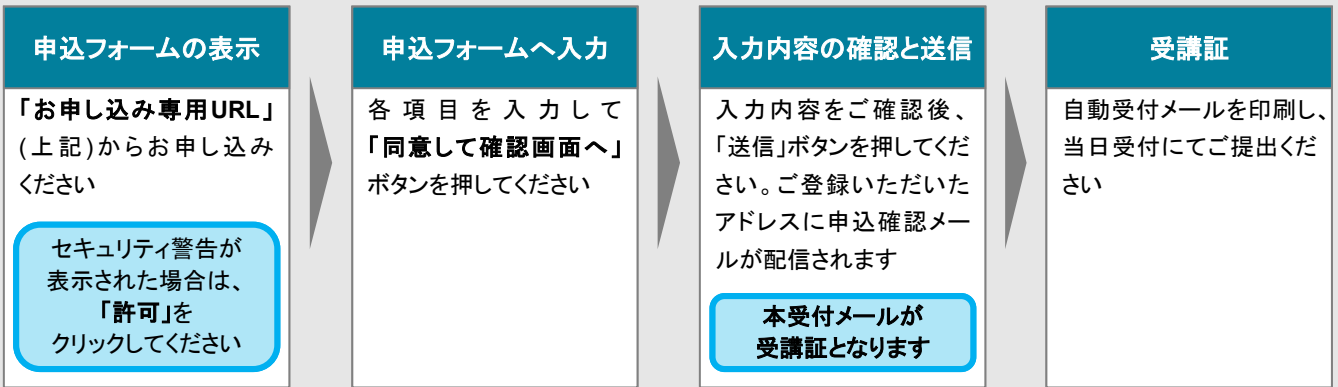 申込フォームの表示
「お申し込み専用URL」
(上記)からお申し込み
ください
セキュリティ警告が
表示された場合は、
「許可」を
クリックしてください
申込フォームへ入力
各項目を入力して
「同意して確認画面へ」
ボタンを押してください
入力内容の確認と送信
入力内容をご確認後、
「送信」ボタンを押してくだ
さい。ご登録いただいた
アドレスに申込確認メー
ルが配信されます
本受付メールが
受講証となります
受講証
自動受付メールを印刷し、
当日受付にてご提出くだ
さい